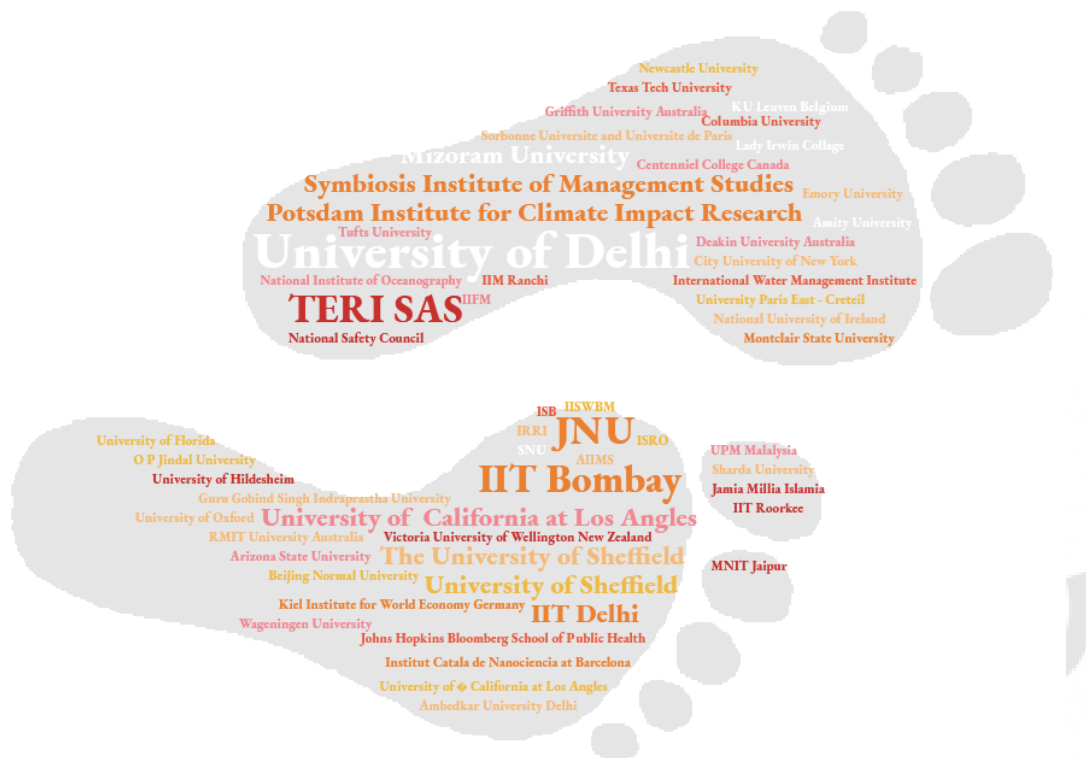 Newcastle University
Texas Tech University
KU Leuven Belgium
Griffith University Australia
Columbia University
Sorbonne Universite and Universite de Paris
Lady Irwin Collage
Mizoram University
Centenniel College Canada
Symbiosis Institute of Management Studies
Emory University
Potsdam Institute for Climate Impact Research
Amity University
Tufts University
University of Delhi
Deakin University Australia
City University of New York
National Institute of Oceanography
IIM Ranchi
International Water Management Institute
TERI SAS
IIFM
University Paris East - Creteil
National University of Ireland
National Safety Council
Montclair State University
ISB
IISWBM
IRRI
JNU
ISRO
University of Florida
SNU
UPM Malalysia
O P Jindal University
AIIMS
Sharda University
University of Hildesheim
IIT Bombay
Jamia Millia Islamia
Guru Gobind Singh Indraprastha University
IIT Roorkee
University of Oxford
University of California at Los Angles
RMIT University Australia
Victoria University of Wellington New Zealand
Arizona State University
The University of Sheffield
MNIT Jaipur
Beijing Normal University
University of Sheffield
Kiel Institute for World Economy Germany
IIT Delhi
Wageningen University
Johns Hopkins Bloomberg School of Public Health
Institut Catala de Nanociencia at Barcelona
University of � California at Los Angles
Ambedkar University Delhi